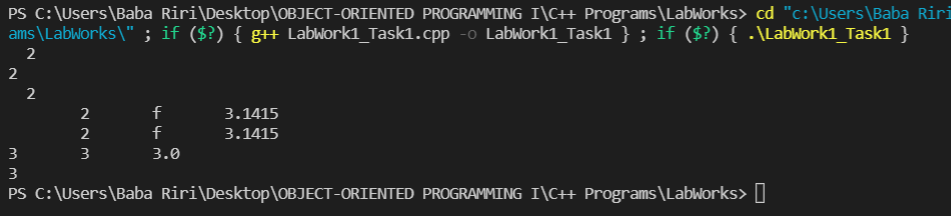 PS C:\Users\Baba Riri\Desktop\OBJECT-ORIENTED PROGRAMMING I\C++ Programs\LabWorks> cd "c:\Users\Baba Riri
ams\LabWorks\" ; if ($?) { g++ LabWork1_Task1.cpp -o LabWork1_Task1 } ; if ($?) { .\LabWork1_Task1 }
  2
2
  2
        2       f       3.1415
        2       f       3.1415
3       3       3.0
3
PS C:\Users\Baba Riri\Desktop\OBJECT-ORIENTED PROGRAMMING I\C++ Programs\LabWorks>